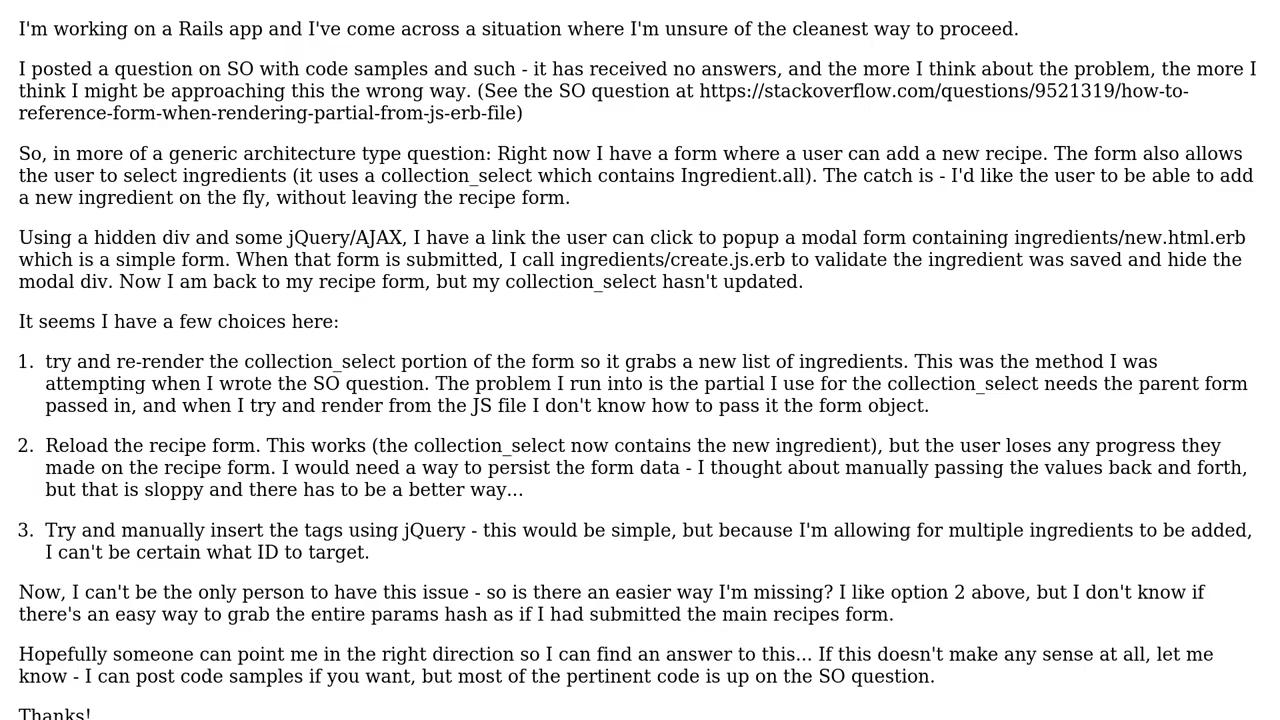 I'm working on a Rails app and I've come across a situation where I'm unsure of the cleanest way to proceed.
I posted a question on SO with code samples and such - it has received no answers, and the more I think about the problem, the more I
think I might be approaching this the wrong way. (See the SO question at https://stackoverflow.com/questions/9521319/how-to-
reference-form-when-rendering-partial-from-js-erb-file)
So, in more of a generic architecture type question: Right now I have a form where a user can add a new recipe. The form also allows
the user to select ingredients (it uses a collection_select which contains Ingredient.all). The catch is - I'd like the user to be able to add
a new ingredient on the fly, without leaving the recipe form.
Using a hidden div and some jQuery/AJAX, I have a link the user can click to popup a modal form containing ingredients/new.html.erb
which is a simple form. When that form is submitted, I call ingredients/create.js.erb to validate the ingredient was saved and hide the
modal div. Now I am back to my recipe form, but my collection_select hasn't updated.
It seems I have a few choices here:
1. try and re-render the collection_select portion of the form so it grabs a new list of ingredients. This was the method I was
attempting when I wrote the SO question. The problem I run into is the partial I use for the collection_select needs the parent form
passed in, and when I try and render from the JS file I don't know how to pass it the form object.
2. Reload the recipe form. This works (the collection_select now contains the new ingredient), but the user loses any progress they
made on the recipe form. I would need a way to persist the form data - I thought about manually passing the values back and forth,
but that is sloppy and there has to be a better way...
3. Try and manually insert the tags using jQuery - this would be simple, but because I'm allowing for multiple ingredients to be added,
I can't be certain what ID to target.
Now, I can't be the only person to have this issue - so is there an easier way I'm missing? I like option 2 above, but I don't know if
there's an easy way to grab the entire params hash as if I had submitted the main recipes form.
Hopefully someone can point me in the right direction so I can find an answer to this... If this doesn't make any sense at all, let me
know - I can post code samples if you want, but most of the pertinent code is up on the SO question.
Thanks!